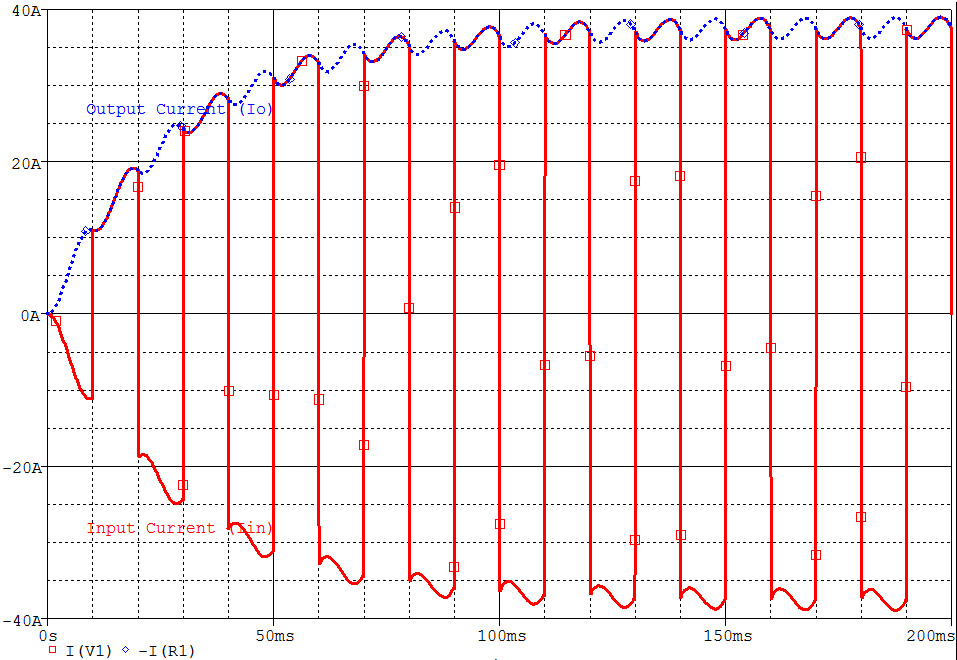 40A
Output Current (Io)
20A
0A
-20A
Input Current (Iin)
-40A
0s 50ms 100ms 150ms 200ms
I(V1) -I(R1)